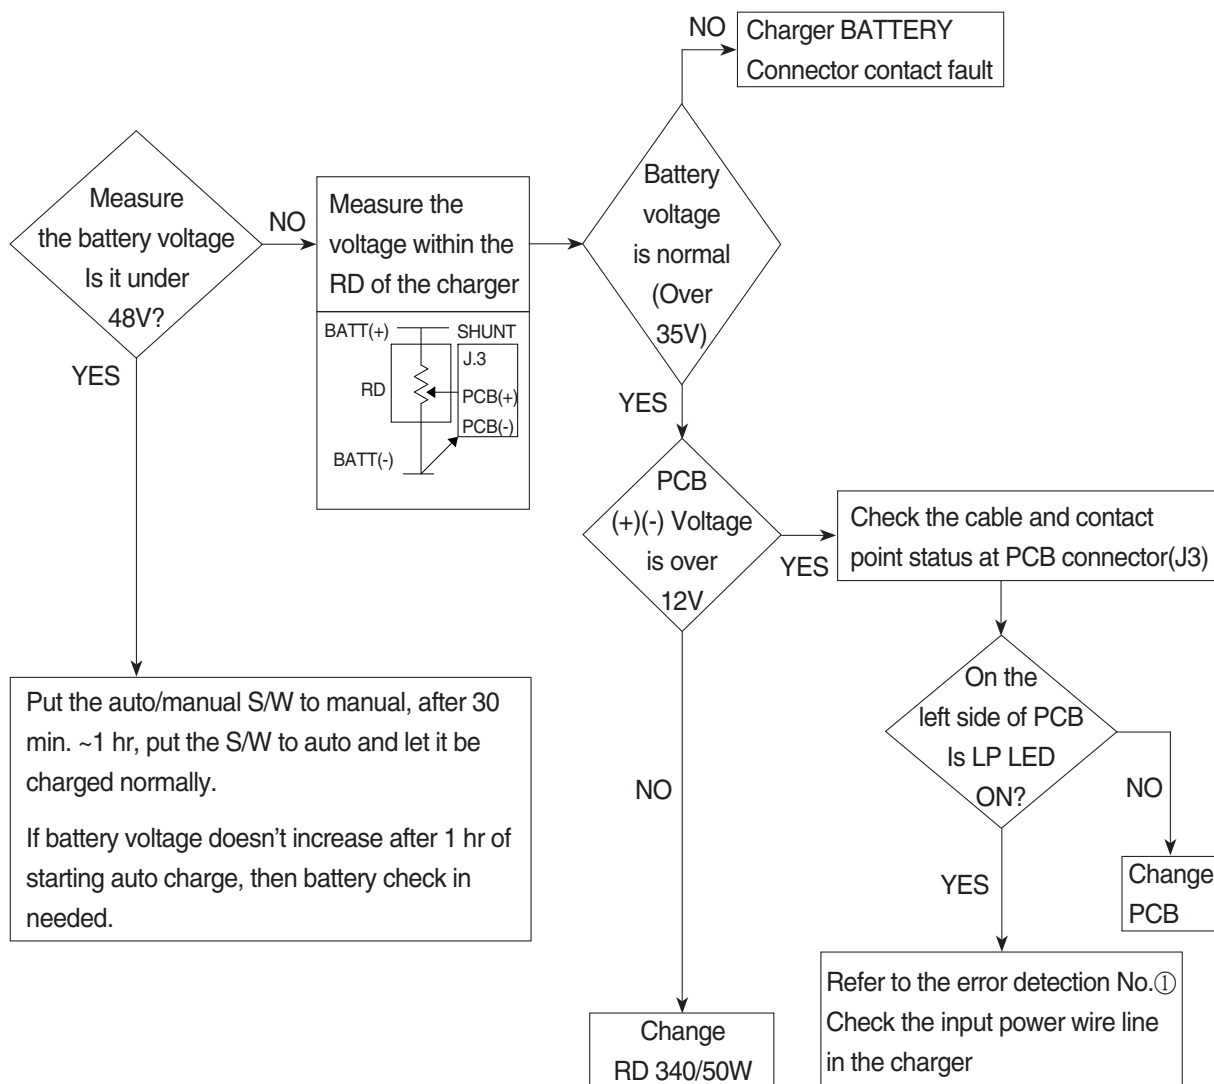 NO
Charger BATTERY
Connector contact fault
Measure
the battery voltage
Is it under
48V?
NO
Measure the
voltage within the
RD of the charger
BATT(+)
SHUNT
J.3
RD
PCB(+)
PCB(-)
BATT(-)
Battery
voltage
is normal
(Over
35V)
YES
YES
PCB
(+)(-) Voltage
is over
12V
YES
Check the cable and contact
point status at PCB connector(J3)
On the
left side of PCB
Is LP LED
ON?
NO
NO
YES
Put the auto/manual S/W to manual, after 30
min. ~1 hr, put the S/W to auto and let it be
charged normally.
If battery voltage doesn’t increase after 1 hr of
starting auto charge, then battery check in
needed.
Change
PCB
Refer to the error detection No.①
Check the input power wire line
in the charger
Change
RD 340/50W